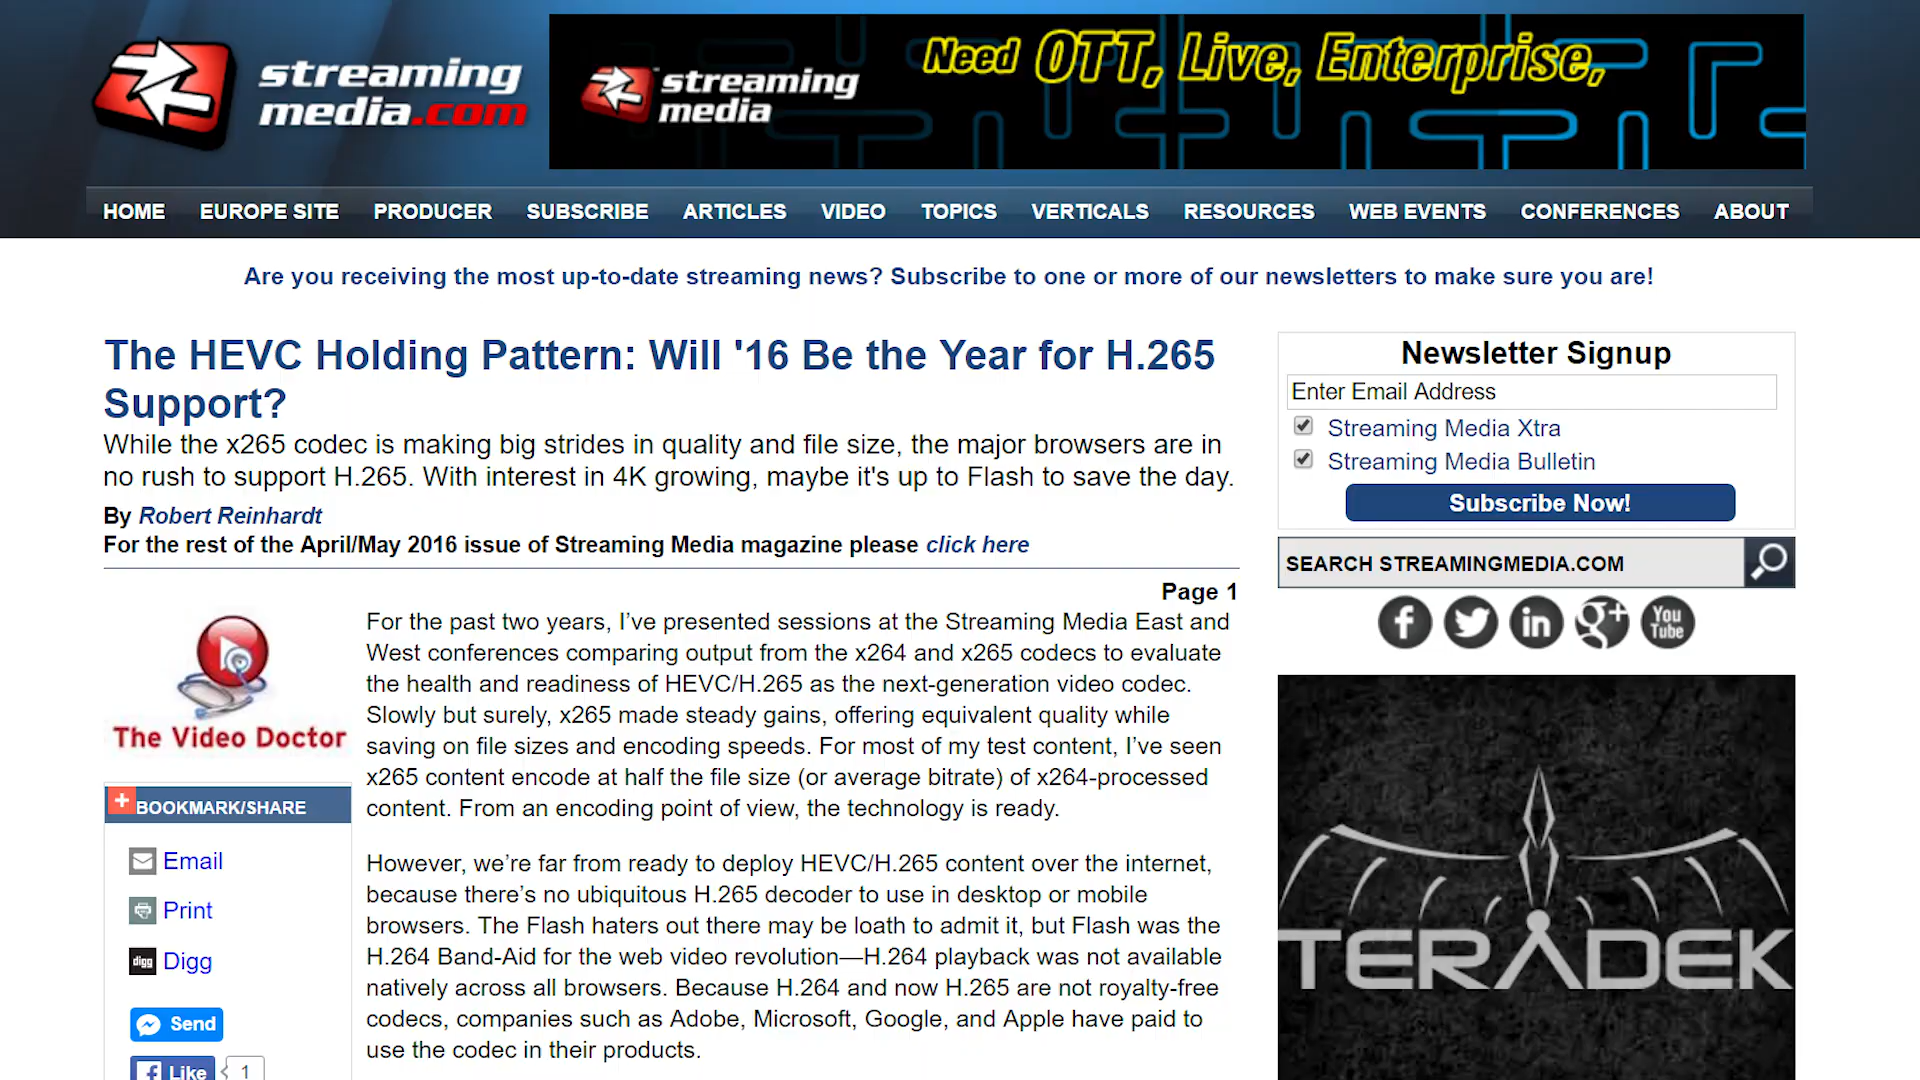 streaming
media.com
streaming
media
Need OTT, Live, Enterprise,
HOME EUROPE SITE PRODUCER SUBSCRIBE ARTICLES VIDEO TOPICS VERTICALS RESOURCES WEB EVENTS CONFERENCES ABOUT
Are you receiving the most up-to-date streaming news? Subscribe to one or more of our newsletters to make sure you are!
The HEVC Holding Pattern: Will '16 Be the Year for H.265
Support?
While the x265 codec is making big strides in quality and file size, the major browsers are in
no rush to support H.265. With interest in 4K growing, maybe it's up to Flash to save the day.
By Robert Reinhardt
For the rest of the April/May 2016 issue of Streaming Media magazine please click here
Page 1
The Video Doctor
For the past two years, I’ve presented sessions at the Streaming Media East and
West conferences comparing output from the x264 and x265 codecs to evaluate
the health and readiness of HEVC/H.265 as the next-generation video codec.
Slowly but surely, x265 made steady gains, offering equivalent quality while
saving on file sizes and encoding speeds. For most of my test content, I’ve seen
x265 content encode at half the file size (or average bitrate) of x264-processed
content. From an encoding point of view, the technology is ready.
However, we’re far from ready to deploy HEVC/H.265 content over the internet,
because there’s no ubiquitous H.265 decoder to use in desktop or mobile
browsers. The Flash haters out there may be loath to admit it, but Flash was the
H.264 Band-Aid for the web video revolution—H.264 playback was not available
natively across all browsers. Because H.264 and now H.265 are not royalty-free
codecs, companies such as Adobe, Microsoft, Google, and Apple have paid to
use the codec in their products.
BOOKMARK/SHARE
Email
Print
digg Digg
Send
Like 1
Newsletter Signup
Enter Email Address
Streaming Media Xtra
Streaming Media Bulletin
Subscribe Now!
SEARCH STREAMINGMEDIA.COM
f in g+ You Tube
TERADEK